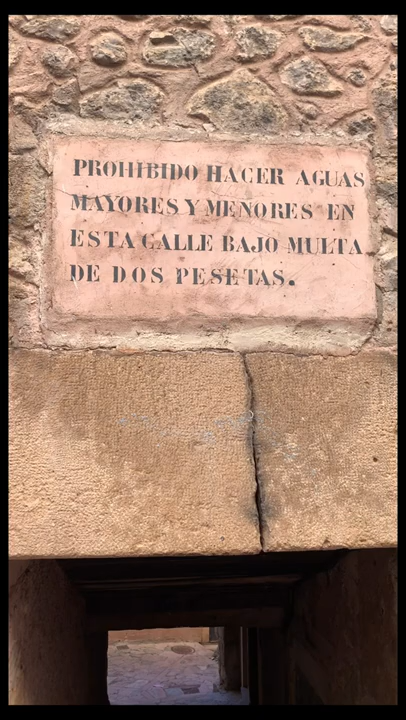 PROHIBIDO HACER AGUAS
MAYORES Y MENORES EN
ESTA CALLE BAJO MULTA
DE DOS PESETAS.